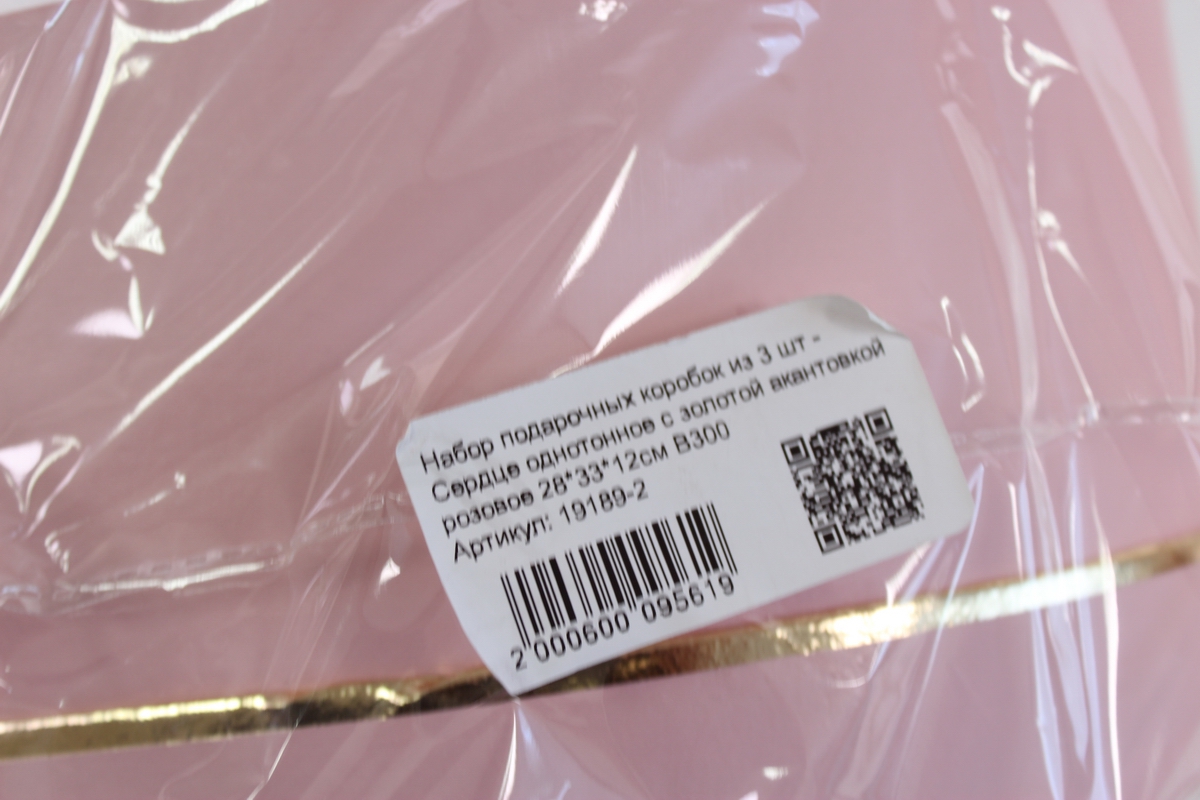 Набор подарочных коробок из 3 шт -
Сердце однотонное с золотой акантовкой
розовое 28*33*12см В300
Артикул: 19189-2
2 000600 095619